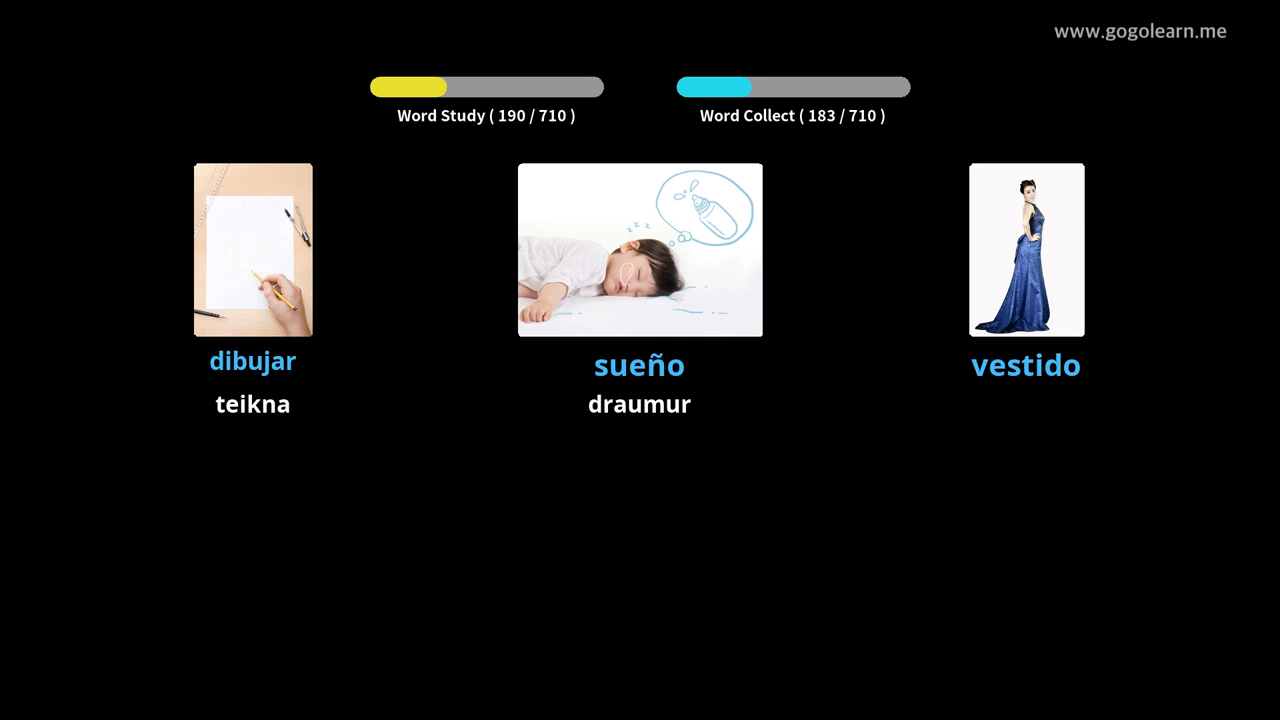 www.gogolearn.me
Word Study ( 190 / 710 )
Word Collect ( 183 / 710 )
dibujar
teikna
sueño
draumur
vestido